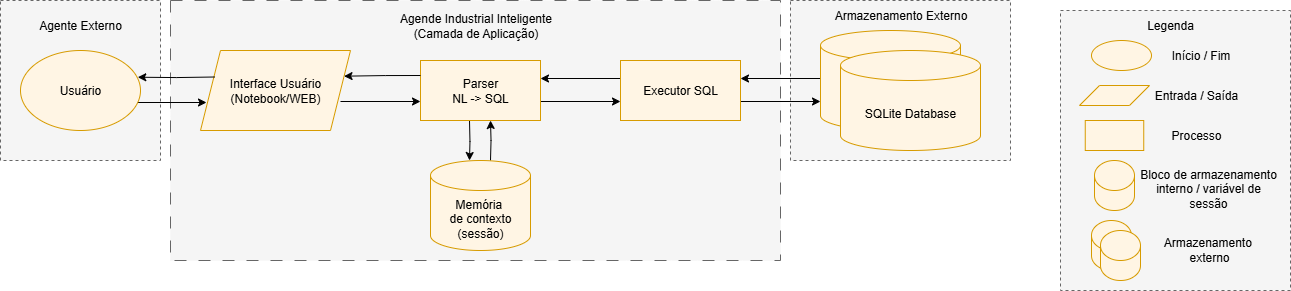 Agente Externo
Usuário
Agende Industrial Inteligente
(Camada de Aplicação)
Interface Usuário
(Notebook/WEB)
Parser
NL -> SQL
Executor SQL
Memória
de contexto
(sessão)
Armazenamento Externo
SQLite Database
Legenda
Início / Fim
Entrada / Saída
Processo
Bloco de armazenamento
interno / variável de
sessão
Armazenamento
externo